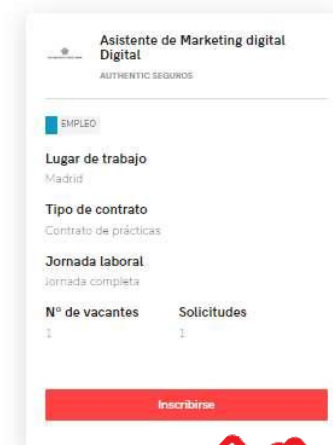 Asistente de Marketing digital
Digital
AUTHENTIC SEGUROS
EMPLEO
Lugar de trabajo
Madrid
Tipo de contrato
Contrato de prácticas
Jornada laboral
Jornada completa
Nº de vacantes Solicitudes
1 1
Inscribirse